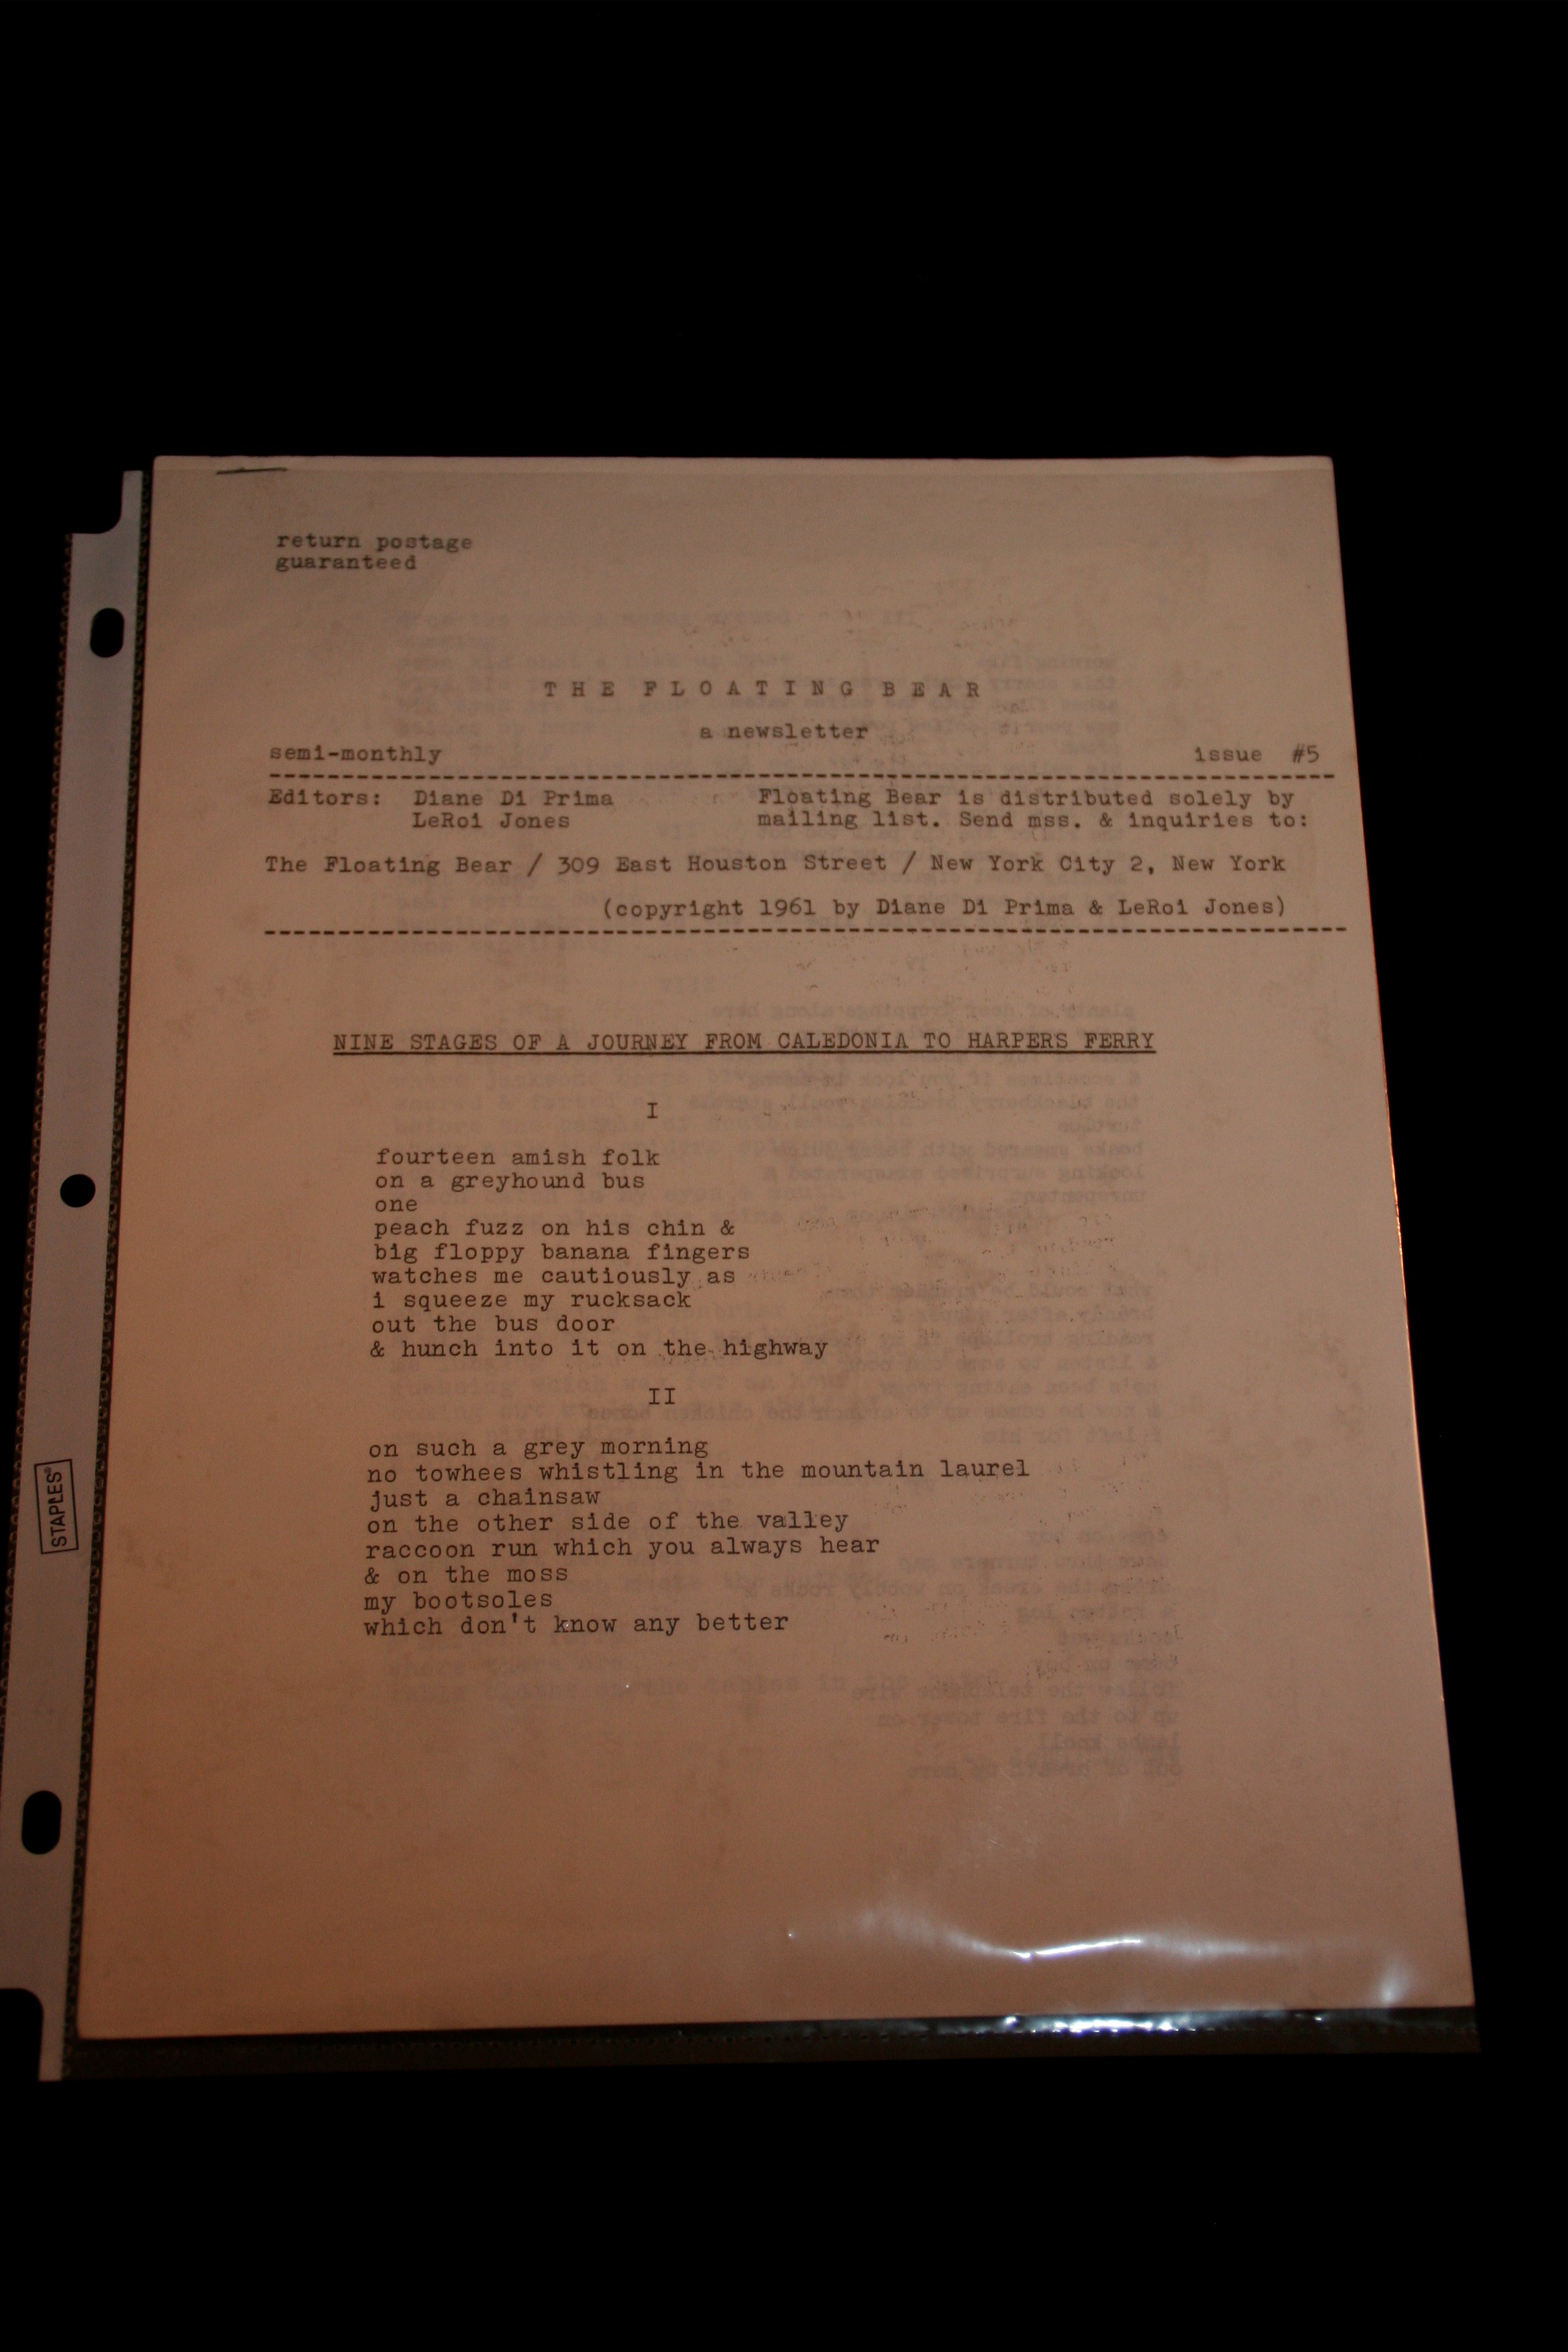 return postage
guaranteed
THE FLOATING BEAR
a newsletter
semi-monthly issue #5
Editors: Diane Di Prima Floating Bear is distributed solely by
LeRoi Jones mailing list. Send mss. & inquiries to:
The Floating Bear / 309 East Houston Street / New York City 2, New York
(copyright 1961 by Diane Di Prima & LeRoi Jones)
NINE STAGES OF A JOURNEY FROM CALEDONIA TO HARPERS FERRY
I
fourteen amish folk
on a greyhound bus
one
peach fuzz on his chin &
big floppy banana fingers
watches me cautiously as
i squeeze my rucksack
out the bus door
& hunch into it on the highway
II
on such a grey morning
no towhees whistling in the mountain laurel
just a chainsaw
on the other side of the valley
raccoon run which you always hear
& on the moss
my bootsoles
which don't know any better
STAPLES®